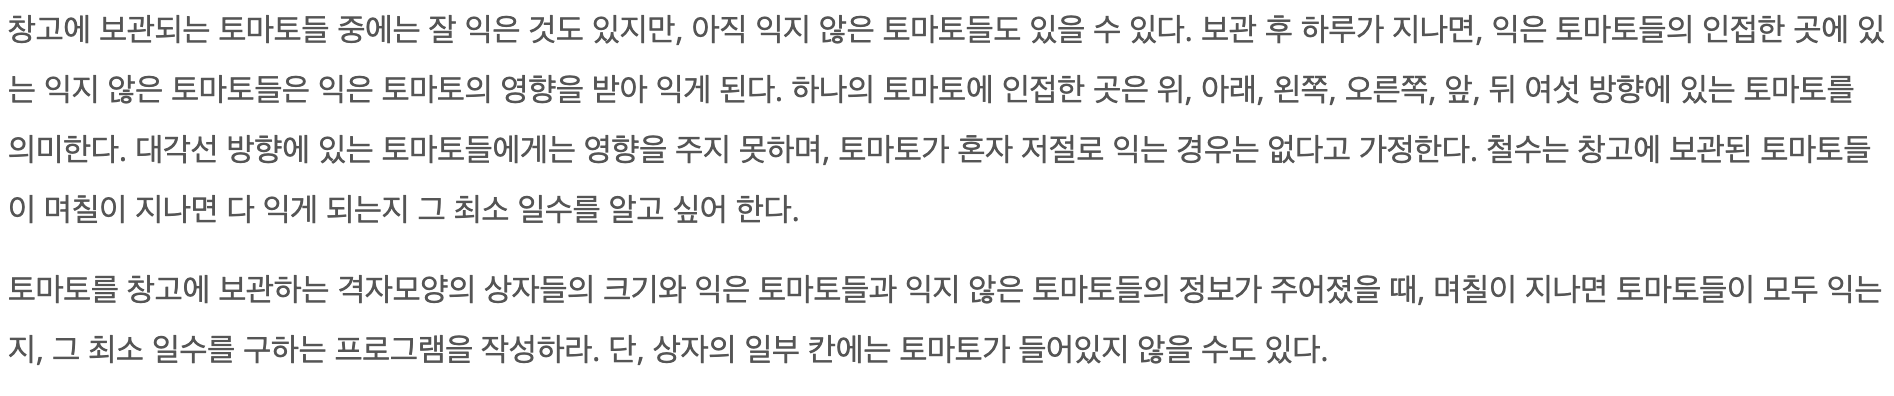 창고에 보관되는 토마토들 중에는 잘 익은 것도 있지만, 아직 익지 않은 토마토들도 있을 수 있다. 보관 후 하루가 지나면, 익은 토마토들의 인접한 곳에 있
는 익지 않은 토마토들은 익은 토마토의 영향을 받아 익게 된다. 하나의 토마토에 인접한 곳은 위, 아래, 왼쪽, 오른쪽, 앞, 뒤 여섯 방향에 있는 토마토를
의미한다. 대각선 방향에 있는 토마토들에게는 영향을 주지 못하며, 토마토가 혼자 저절로 익는 경우는 없다고 가정한다. 철수는 창고에 보관된 토마토들
이 며칠이 지나면 다 익게 되는지 그 최소 일수를 알고 싶어 한다.
토마토를 창고에 보관하는 격자모양의 상자들의 크기와 익은 토마토들과 익지 않은 토마토들의 정보가 주어졌을 때, 며칠이 지나면 토마토들이 모두 익는
지, 그 최소 일수를 구하는 프로그램을 작성하라. 단, 상자의 일부 칸에는 토마토가 들어있지 않을 수도 있다.